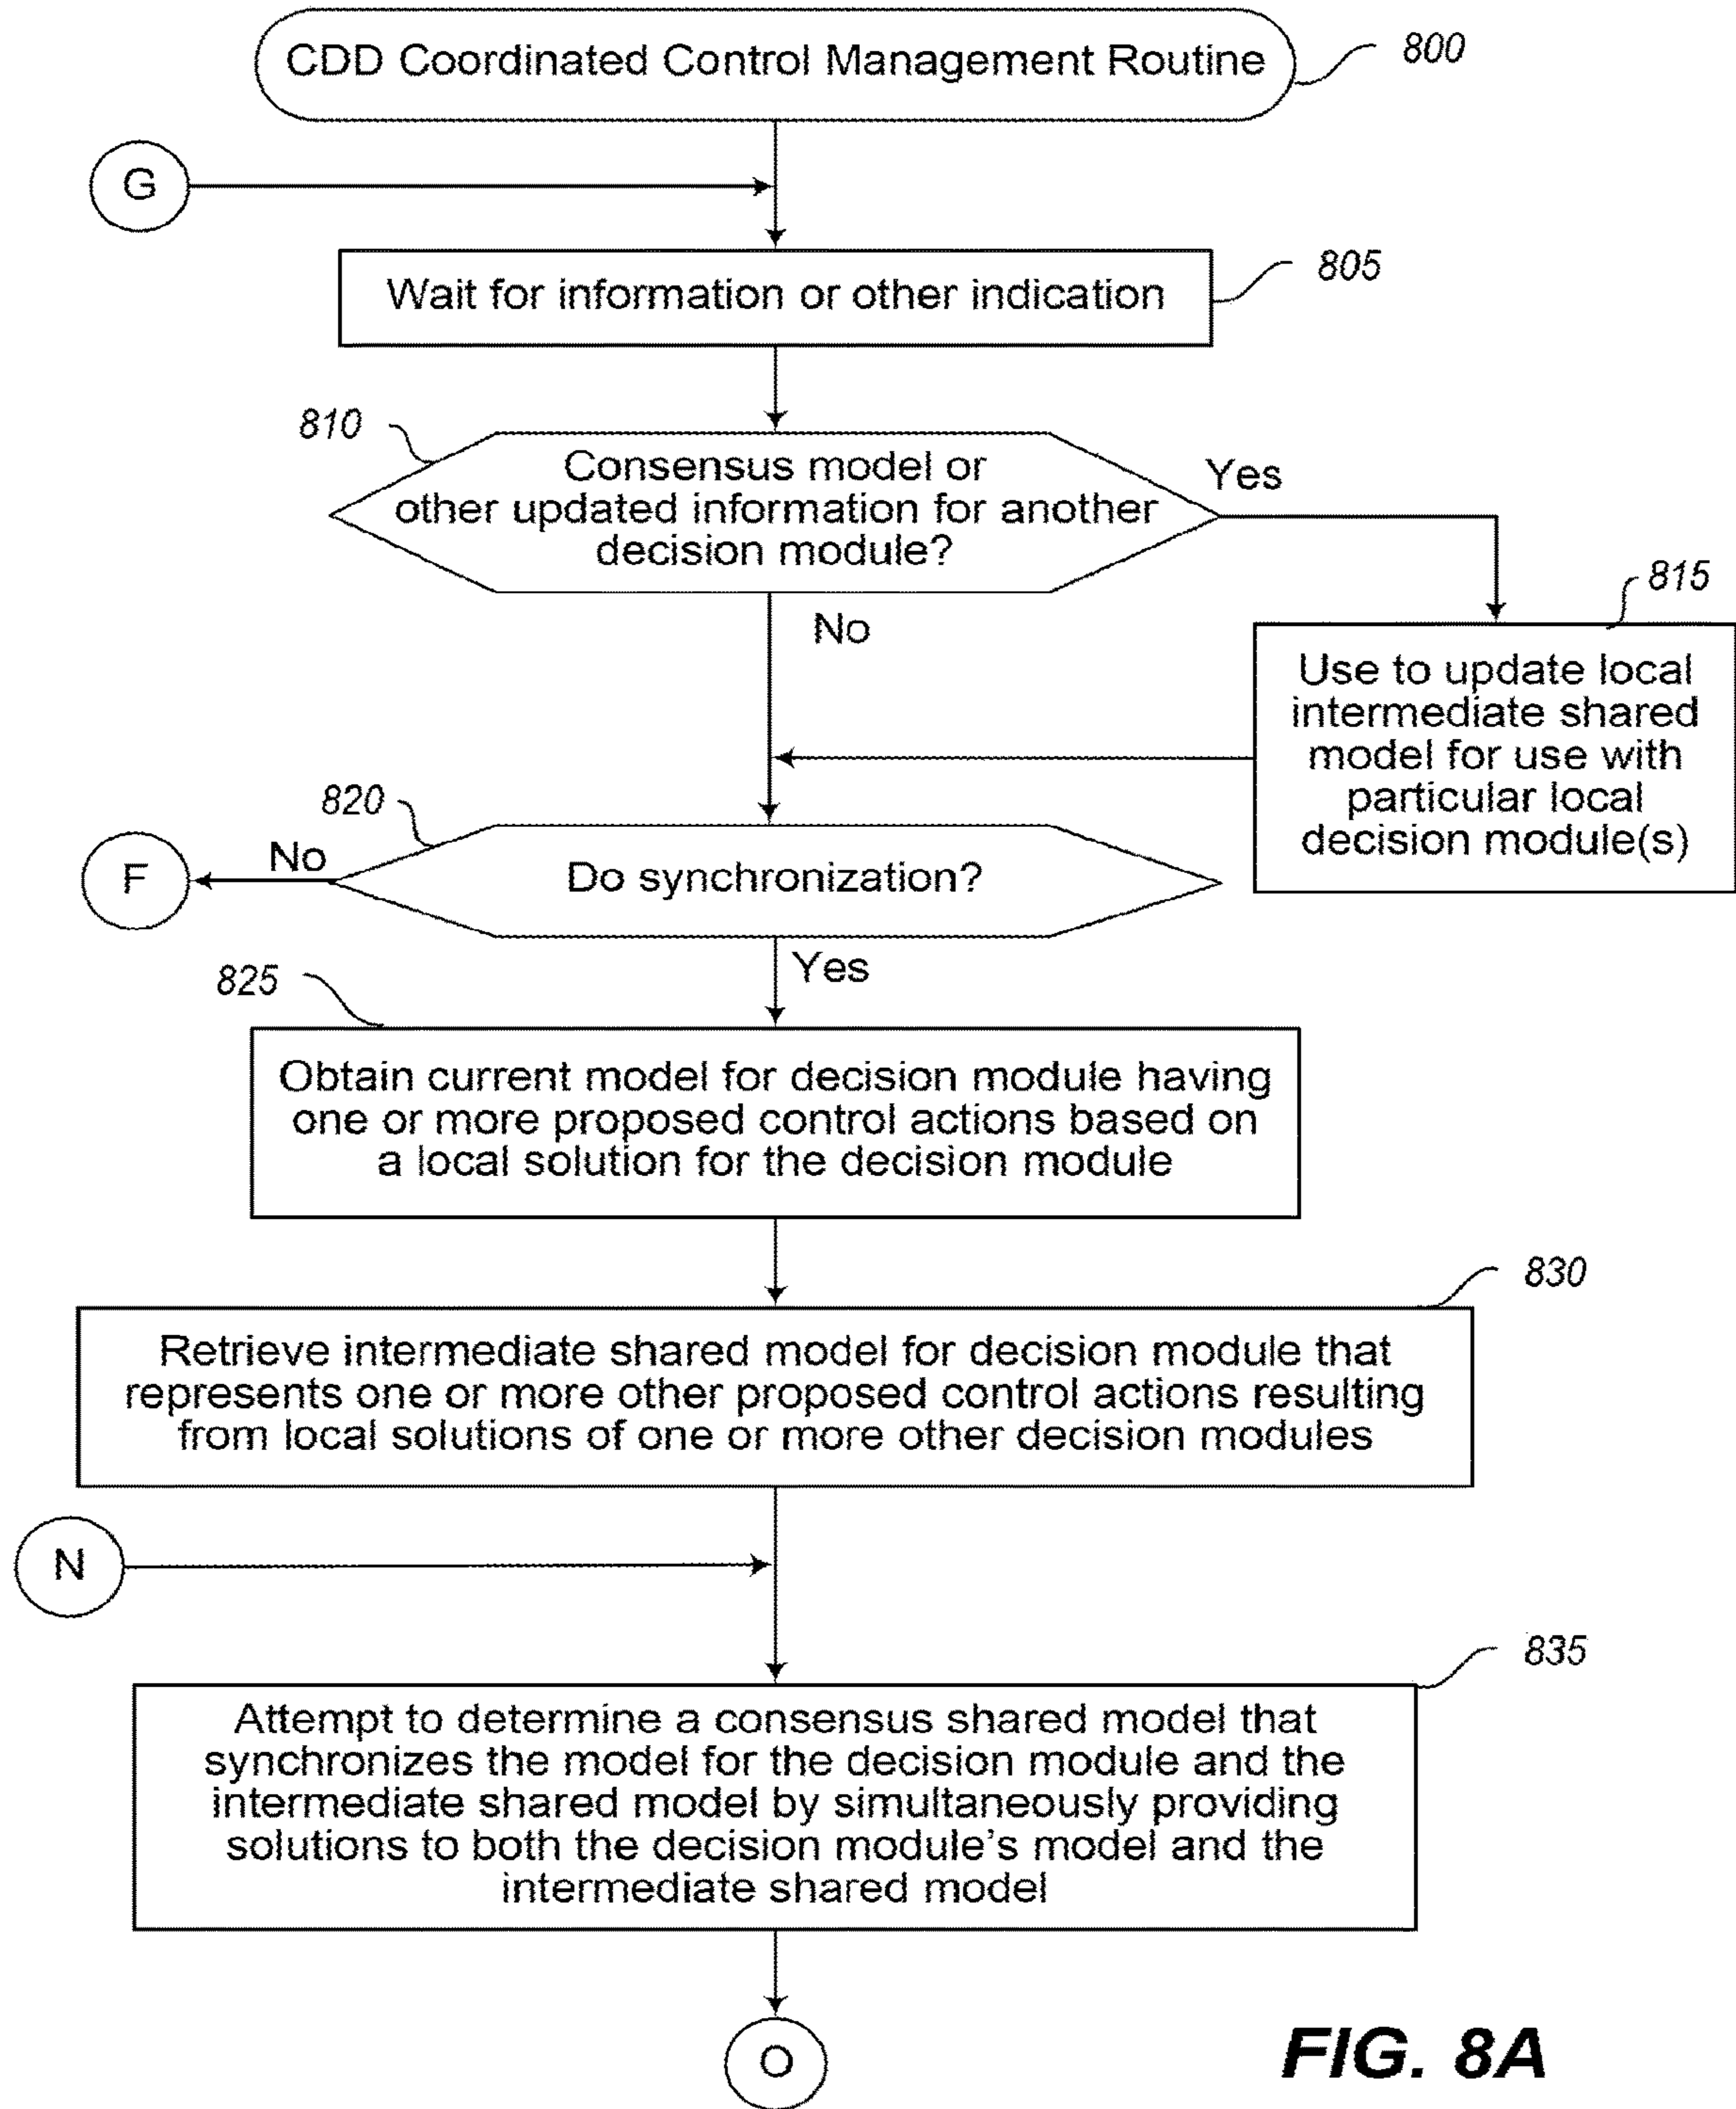 CDD Coordinated Control Management Routine
800
G
Wait for information or other indication
805
810
Consensus model or
other updated information for another
decision module?
Yes
No
815
Use to update local
intermediate shared
model for use with
particular local
decision module(s)
820
F
No
Do synchronization?
Yes
825
Obtain current model for decision module having
one or more proposed control actions based on
a local solution for the decision module
830
Retrieve intermediate shared model for decision module that
represents one or more other proposed control actions resulting
from local solutions of one or more other decision modules
N
835
Attempt to determine a consensus shared model that
synchronizes the model for the decision module and the
intermediate shared model by simultaneously providing
solutions to both the decision module's model and the
intermediate shared model
O
FIG. 8A